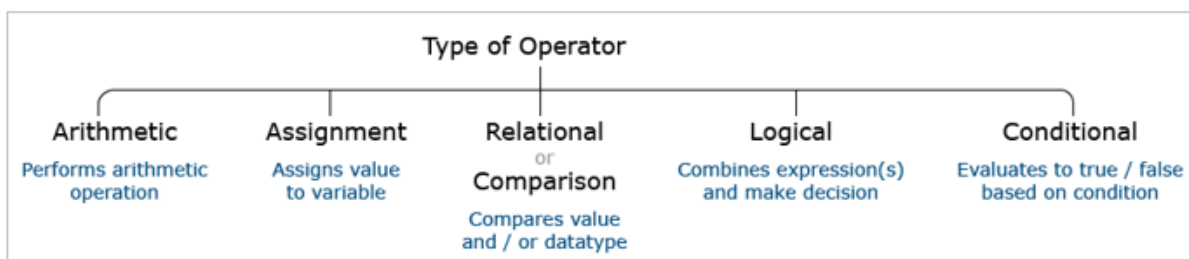 Type of Operator
Arithmetic
Performs arithmetic
operation
Assignment
Assigns value
to variable
Relational
or
Comparison
Compares value
and / or datatype
Logical
Combines expression(s)
and make decision
Conditional
Evaluates to true / false
based on condition